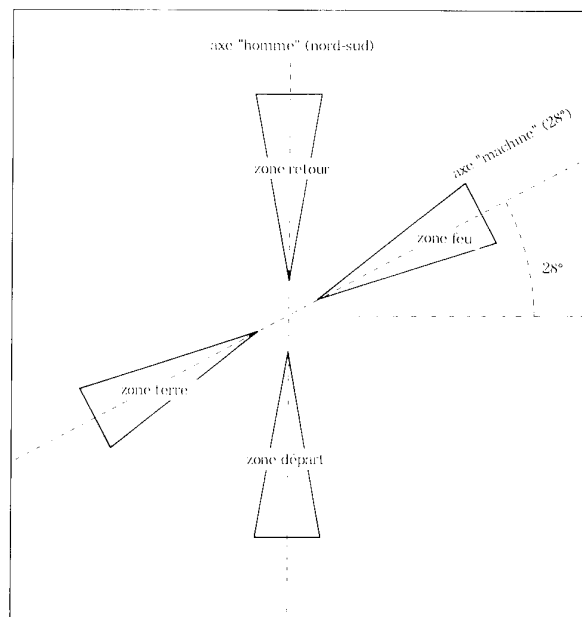 axe "homme" (nord-sud)
axe "machine" (28°)
zone retour
zone feu
28°
zone terre
zone départ